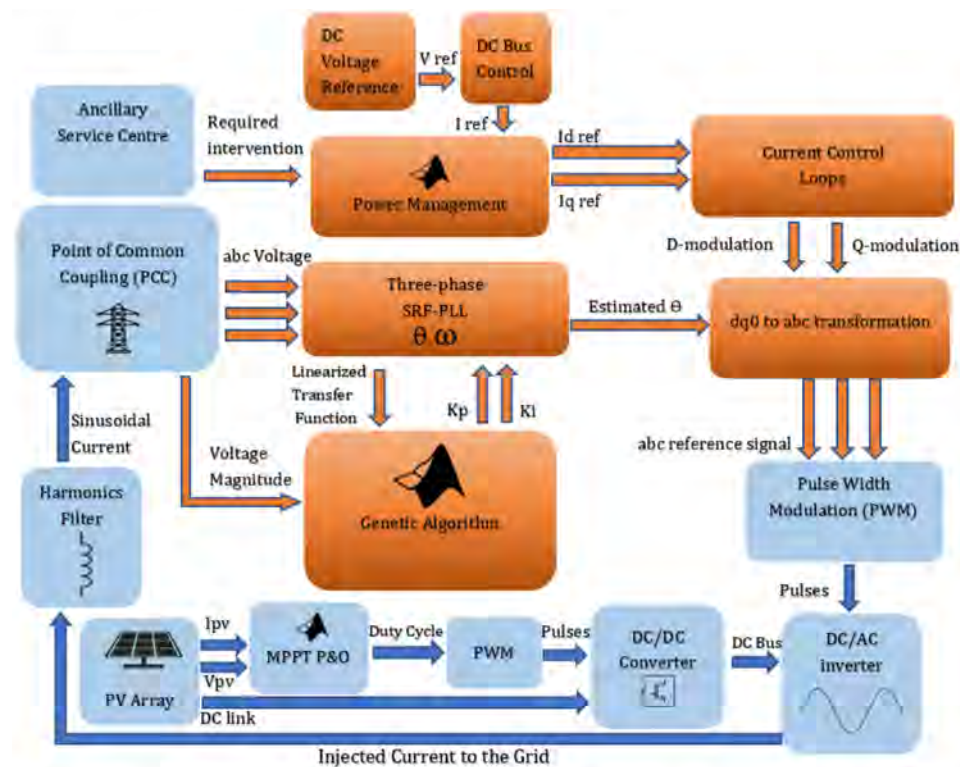 DC
Voltage
Reference
V ref
DC Bus
Control
Ancillary
Service Centre
Required
intervention
I ref
Id ref
Iq ref
Power Management
Current Control
Loops
D-modulation
Q-modulation
Point of Common
Coupling (PCC)
abc Voltage
Three-phase
SRF-PLL
θ ω
Estimated θ
dq0 to abc transformation
Linearized
Transfer
Function
Kp
Ki
Sinusoidal
Current
Voltage
Magnitude
Genetic Algorithm
abc reference signal
Pulse Width
Modulation (PWM)
Harmonics
Filter
Pulses
Ipv
Vpv
PV Array
MPPT P&O
Duty Cycle
PWM
Pulses
DC/DC
Converter
DC Bus
DC/AC
inverter
DC link
Injected Current to the Grid